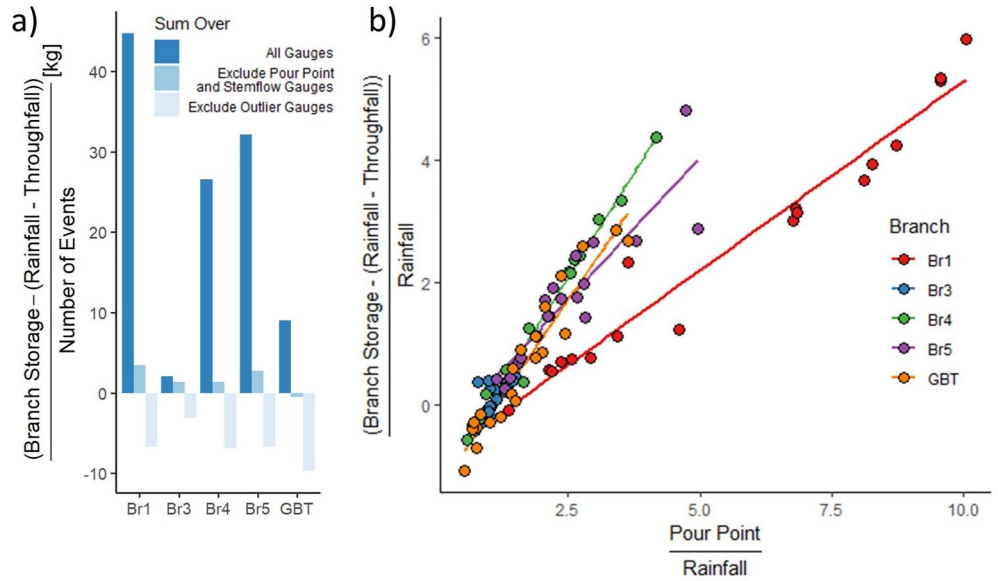 a)
Sum Over
All Gauges
Exclude Pour Point
and Stemflow Gauges
Exclude Outlier Gauges
(Branch Storage – (Rainfall - Throughfall))
Number of Events
[kg]
40
30
20
10
0
-10
Br1 Br3 Br4 Br5 GBT
b)
(Branch Storage - (Rainfall - Throughfall))
Rainfall
6
4
2
0
Branch
Br1
Br3
Br4
Br5
GBT
2.5 5.0 7.5 10.0
Pour Point
Rainfall